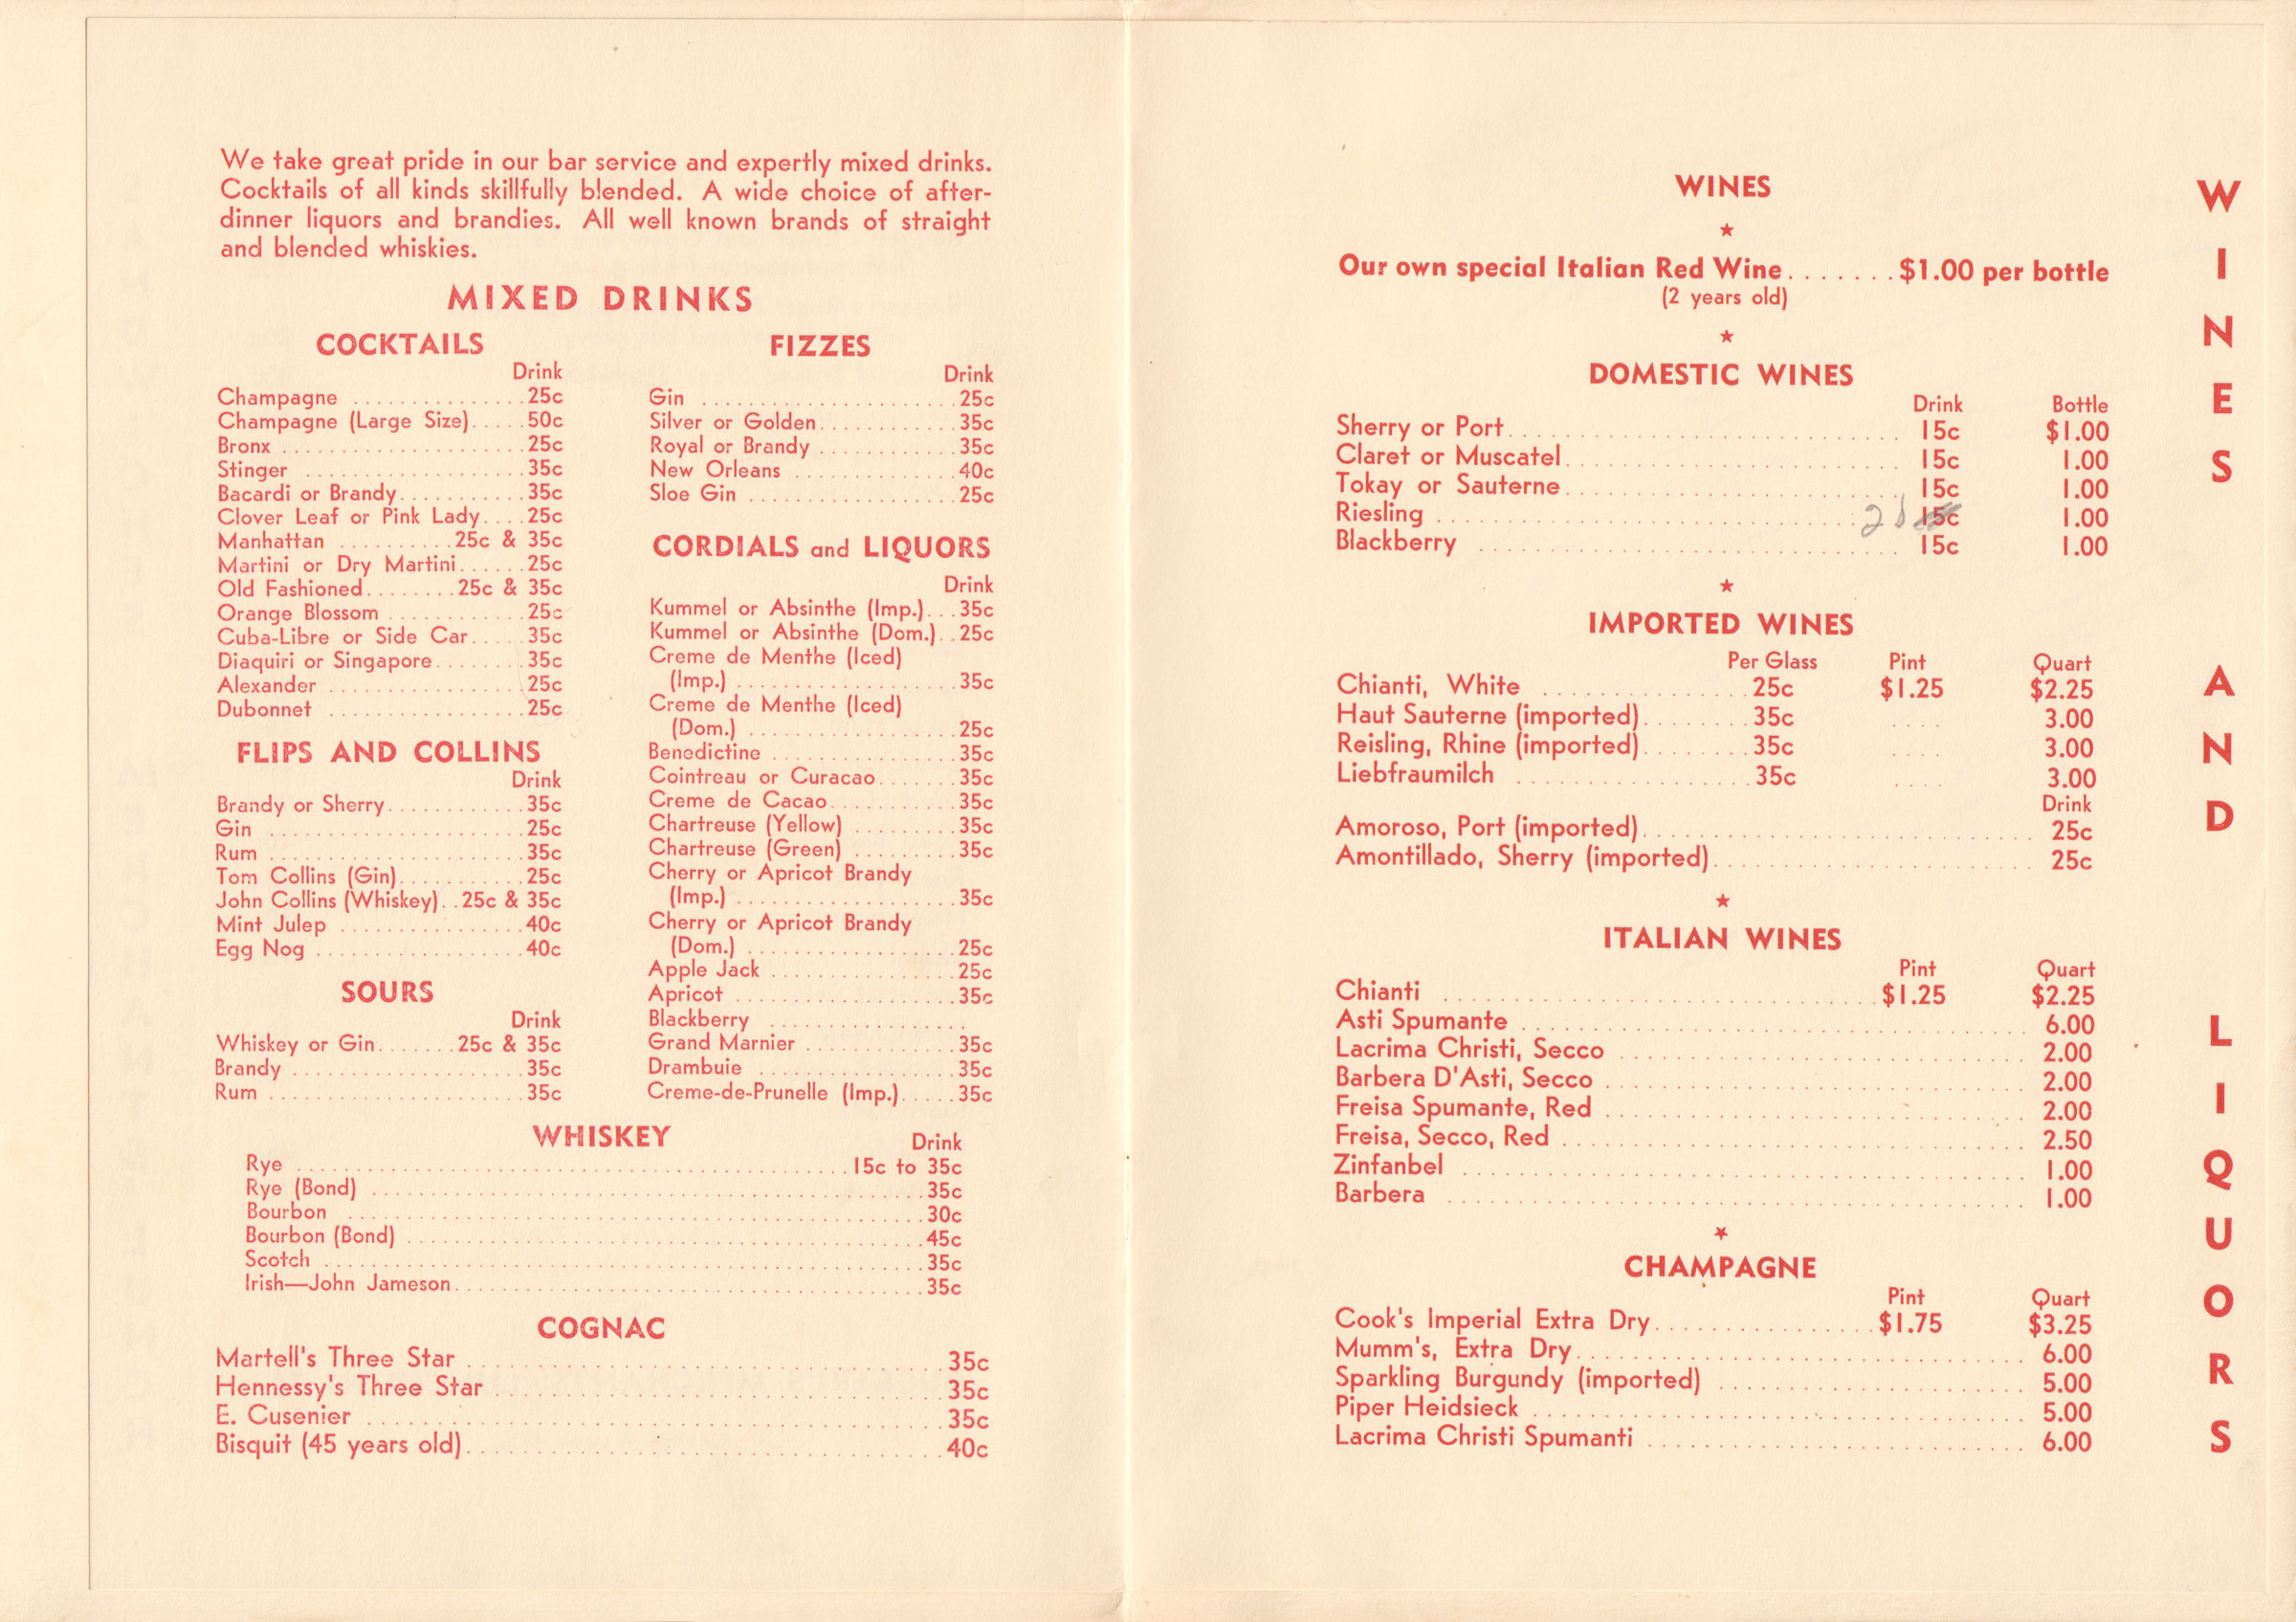 We take great pride in our bar service and expertly mixed drinks.
Cocktails of all kinds skillfully blended. A wide choice of after-
dinner liquors and brandies. All well known brands of straight
and blended whiskies.
MIXED DRINKS
COCKTAILS
Drink
Champagne ............... 25c
Champagne (Large Size)..... 50c
Bronx ............... 25c
Stinger ............... 35c
Bacardi or Brandy........... 35c
Clover Leaf or Pink Lady.... 25c
Manhattan .......... 25c & 35c
Martini or Dry Martini...... 25c
Old Fashioned........ 25c & 35c
Orange Blossom ............ 25c
Cuba-Libre or Side Car..... 35c
Diaquiri or Singapore........ 35c
Alexander ................. 25c
Dubonnet ................. 25c
FLIPS AND COLLINS
Drink
Brandy or Sherry............ 35c
Gin ............... 25c
Rum ............... 35c
Tom Collins (Gin)........... 25c
John Collins (Whiskey).. 25c & 35c
Mint Julep ................ 40c
Egg Nog .................. 40c
SOURS
Drink
Whiskey or Gin....... 25c & 35c
Brandy ............... 35c
Rum ............... 35c
FIZZES
Drink
Gin ............... 25c
Silver or Golden............ 35c
Royal or Brandy ............ 35c
New Orleans .............. 40c
Sloe Gin ................. 25c
CORDIALS and LIQUORS
Drink
Kummel or Absinthe (Imp.)... 35c
Kummel or Absinthe (Dom.).. 25c
Creme de Menthe (Iced)
(Imp.) ............... 35c
Creme de Menthe (Iced)
(Dom.) ............... 25c
Benedictine ............... 35c
Cointreau or Curacao........ 35c
Creme de Cacao............ 35c
Chartreuse (Yellow) ......... 35c
Chartreuse (Green) ......... 35c
Cherry or Apricot Brandy
(Imp.) ............... 35c
Cherry or Apricot Brandy
(Dom.) ............... 25c
Apple Jack ............... 25c
Apricot ............... 35c
Blackberry ...............
Grand Marnier ............. 35c
Drambuie ............... 35c
Creme-de-Prunelle (Imp.)..... 35c
WHISKEY
Drink
Rye ............... 15c to 35c
Rye (Bond) ............... 35c
Bourbon ............... 30c
Bourbon (Bond) ............... 45c
Scotch ............... 35c
Irish—John Jameson............... 35c
COGNAC
Martell's Three Star ............... 35c
Hennessy's Three Star ............... 35c
E. Cusenier ............... 35c
Bisquit (45 years old)............... 40c
WINES
Our own special Italian Red Wine....... $1.00 per bottle
(2 years old)
DOMESTIC WINES
Drink Bottle
Sherry or Port............... 15c $1.00
Claret or Muscatel............... 15c 1.00
Tokay or Sauterne............... 15c 1.00
Riesling ............... 15c 1.00
Blackberry ............... 15c 1.00
IMPORTED WINES
Per Glass Pint Quart
Chianti, White ............... 25c $1.25 $2.25
Haut Sauterne (imported)........ 35c .... 3.00
Reisling, Rhine (imported)........ 35c .... 3.00
Liebfraumilch ............... 35c .... 3.00
Drink
Amoroso, Port (imported)............... 25c
Amontillado, Sherry (imported)............... 25c
ITALIAN WINES
Pint Quart
Chianti ............... $1.25 $2.25
Asti Spumante ............... 6.00
Lacrima Christi, Secco ............... 2.00
Barbera D'Asti, Secco ............... 2.00
Freisa Spumante, Red ............... 2.00
Freisa, Secco, Red ............... 2.50
Zinfanbel ............... 1.00
Barbera ............... 1.00
CHAMPAGNE
Pint Quart
Cook's Imperial Extra Dry............... $1.75 $3.25
Mumm's, Extra Dry............... 6.00
Sparkling Burgundy (imported) ............... 5.00
Piper Heidsieck ............... 5.00
Lacrima Christi Spumanti ............... 6.00
WINES AND LIQUORS